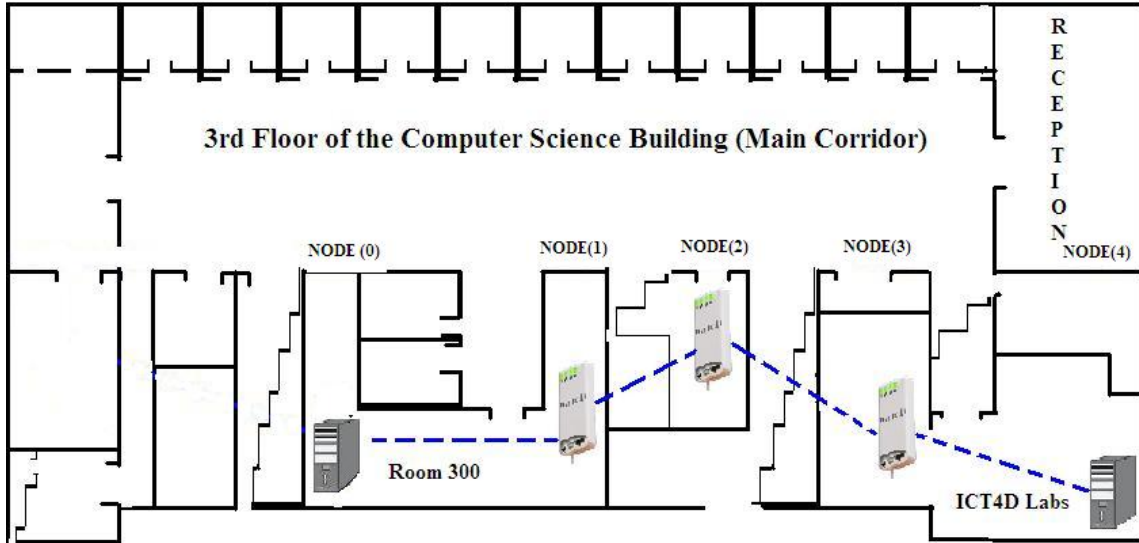 RECEPTION
3rd Floor of the Computer Science Building (Main Corridor)
NODE (0)
NODE(1)
NODE(2)
NODE(3)
NODE(4)
Room 300
ICT4D Labs